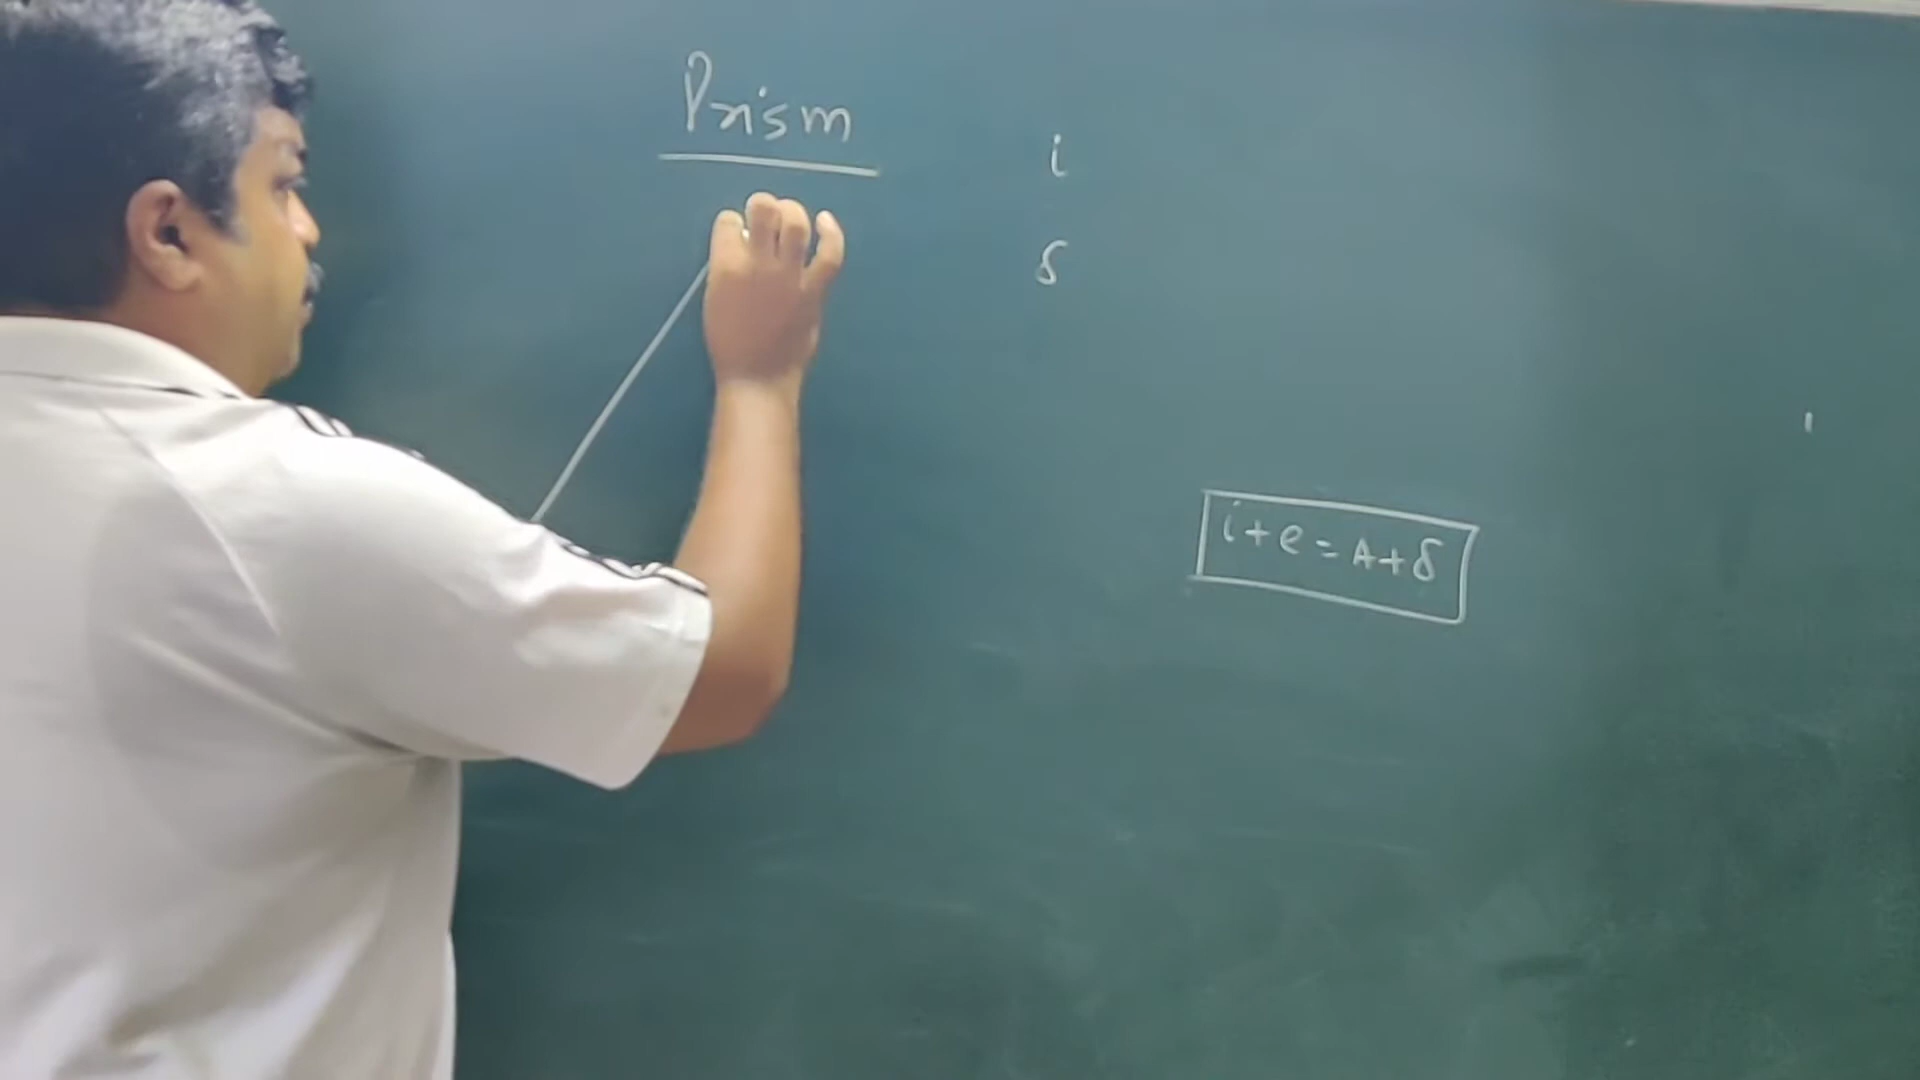 Prism
i
δ
i+e=A+δ